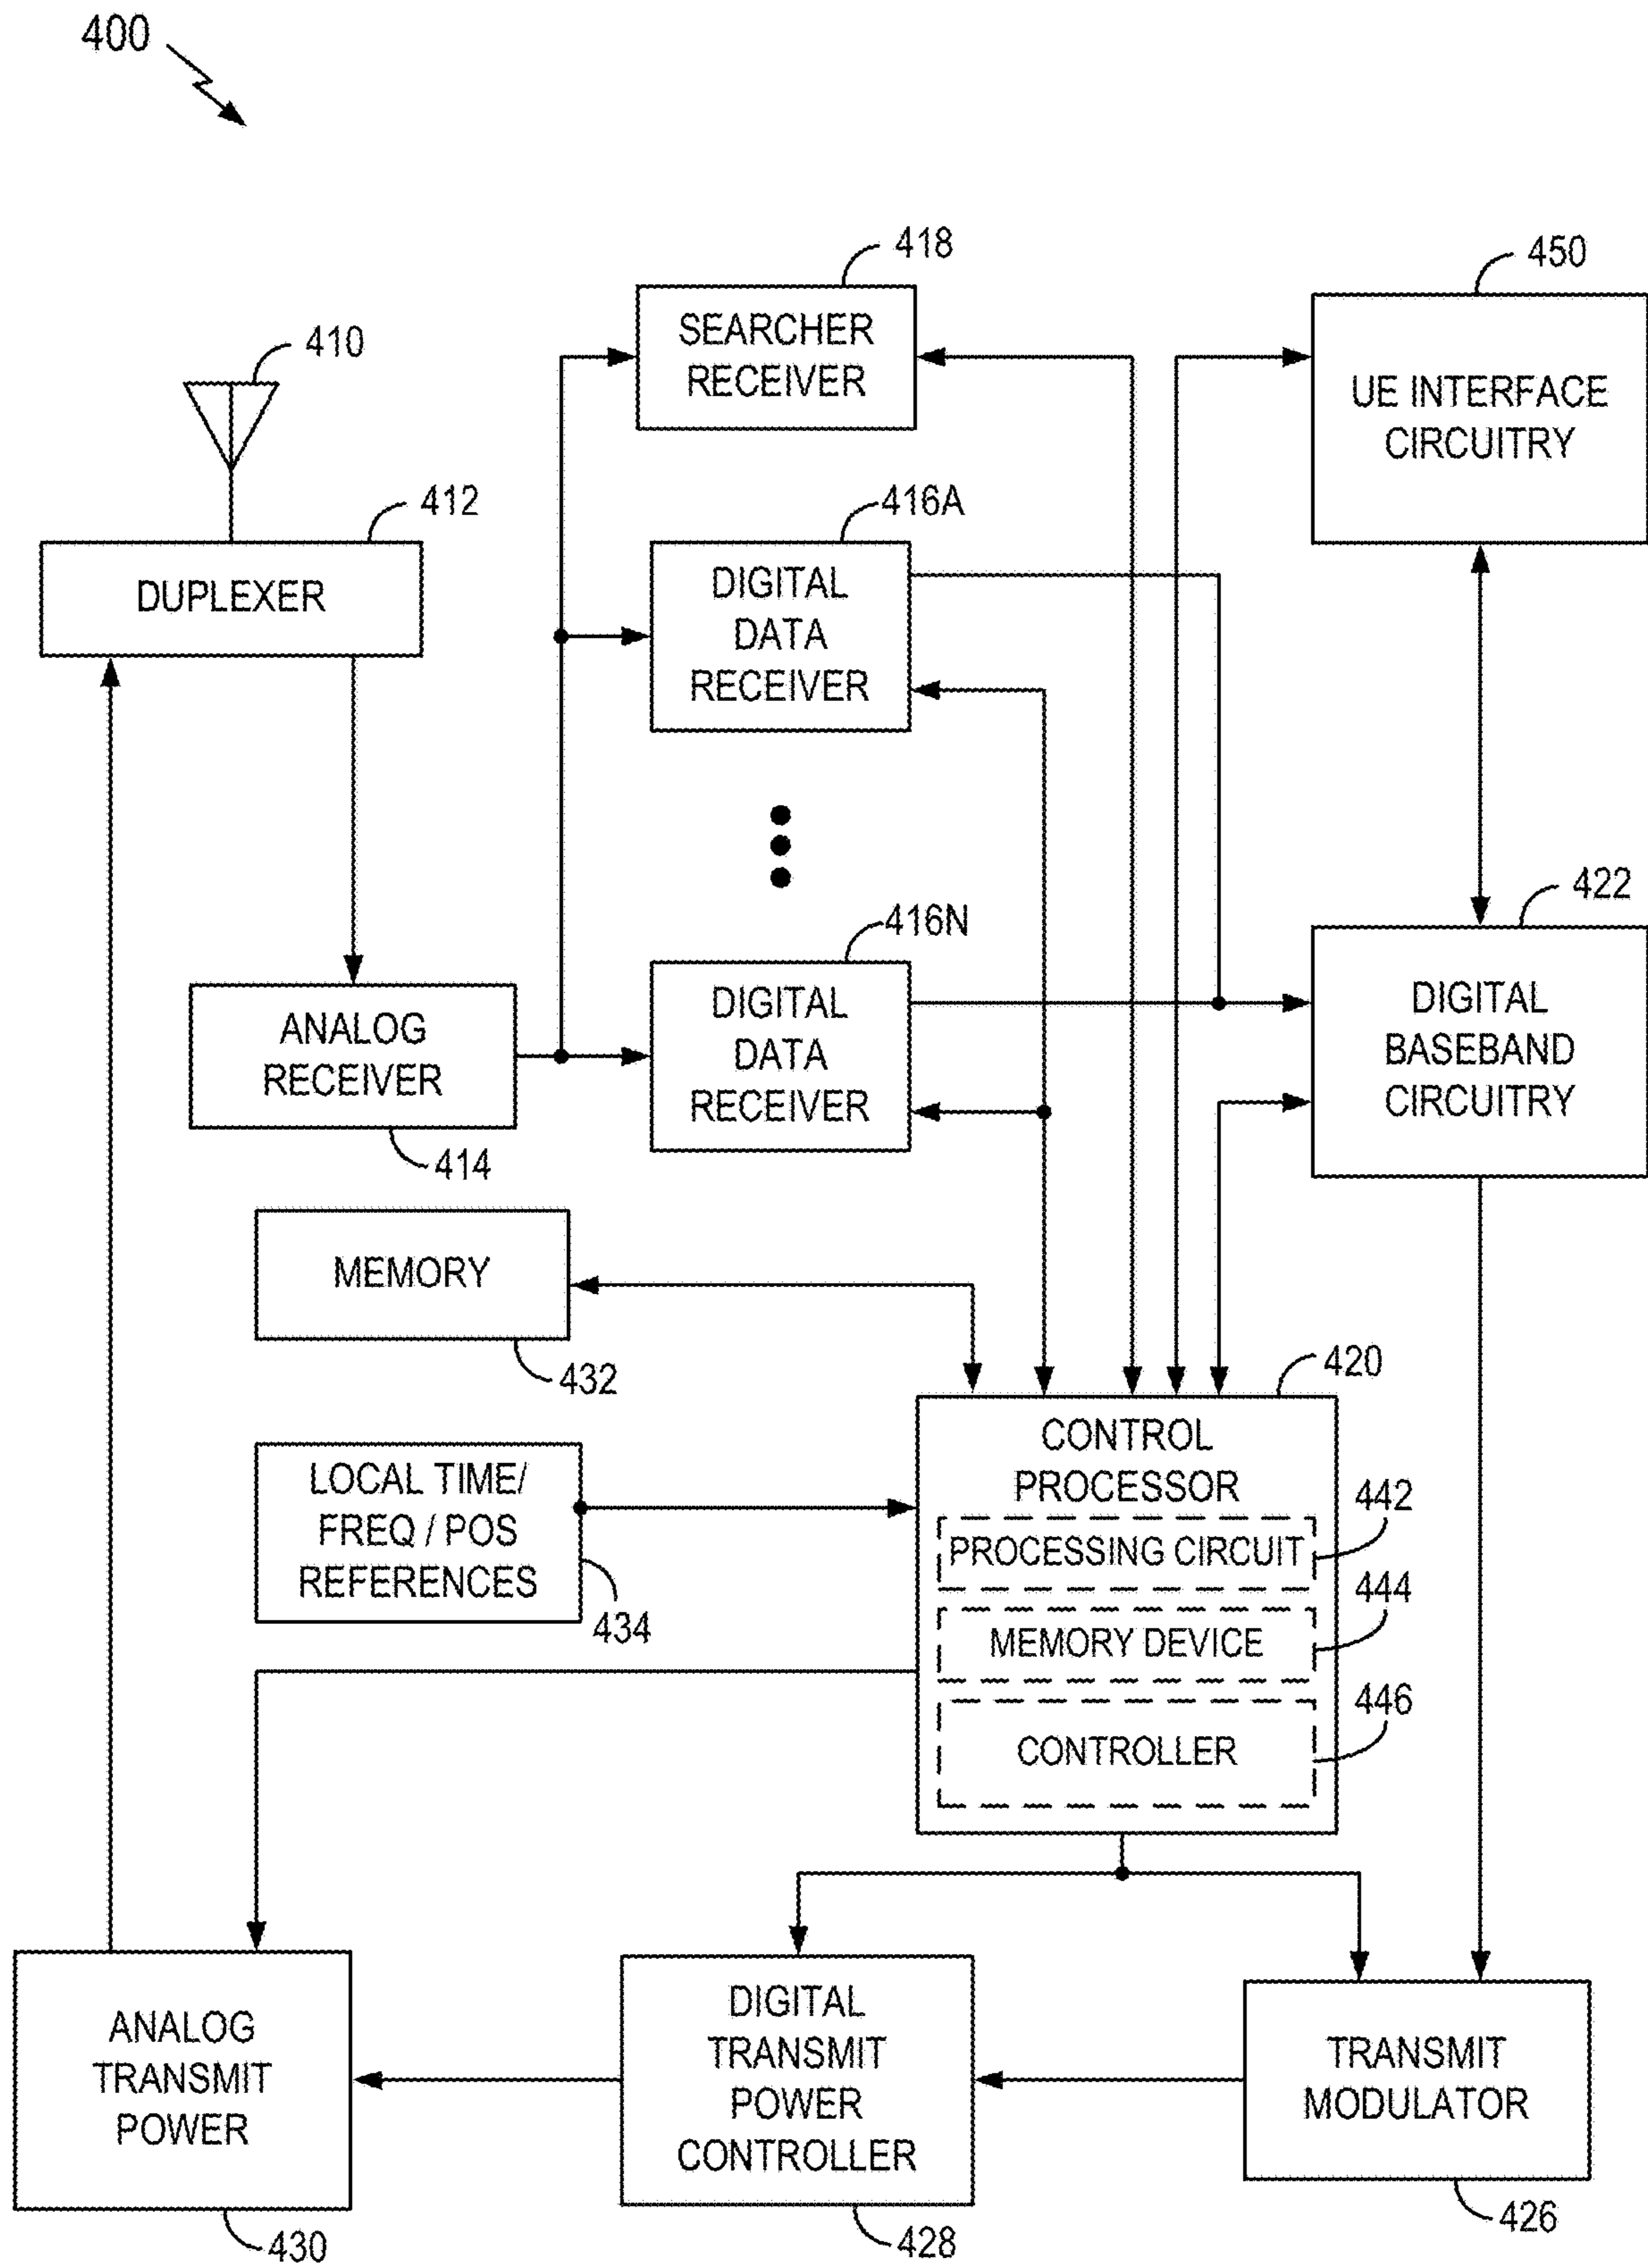 400
418
SEARCHER
RECEIVER
450
UE INTERFACE
CIRCUITRY
410
412
DUPLEXER
416A
DIGITAL
DATA
RECEIVER
422
DIGITAL
BASEBAND
CIRCUITRY
416N
DIGITAL
DATA
RECEIVER
ANALOG
RECEIVER
414
MEMORY
432
420
CONTROL
PROCESSOR
442
PROCESSING CIRCUIT
444
MEMORY DEVICE
446
CONTROLLER
LOCAL TIME/
FREQ / POS
REFERENCES
434
ANALOG
TRANSMIT
POWER
430
DIGITAL
TRANSMIT
POWER
CONTROLLER
428
TRANSMIT
MODULATOR
426